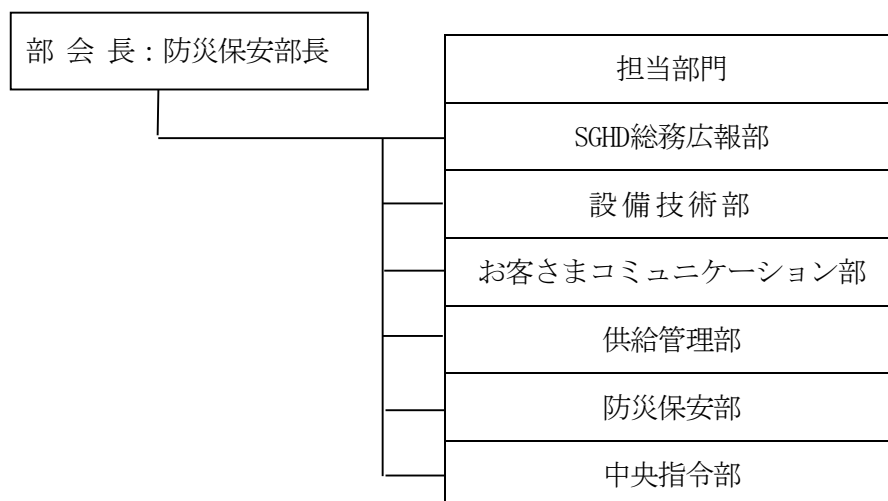 部 会 長：防災保安部長
担当部門
SGHD総務広報部
設備技術部
お客さまコミュニケーション部
供給管理部
防災保安部
中央指令部